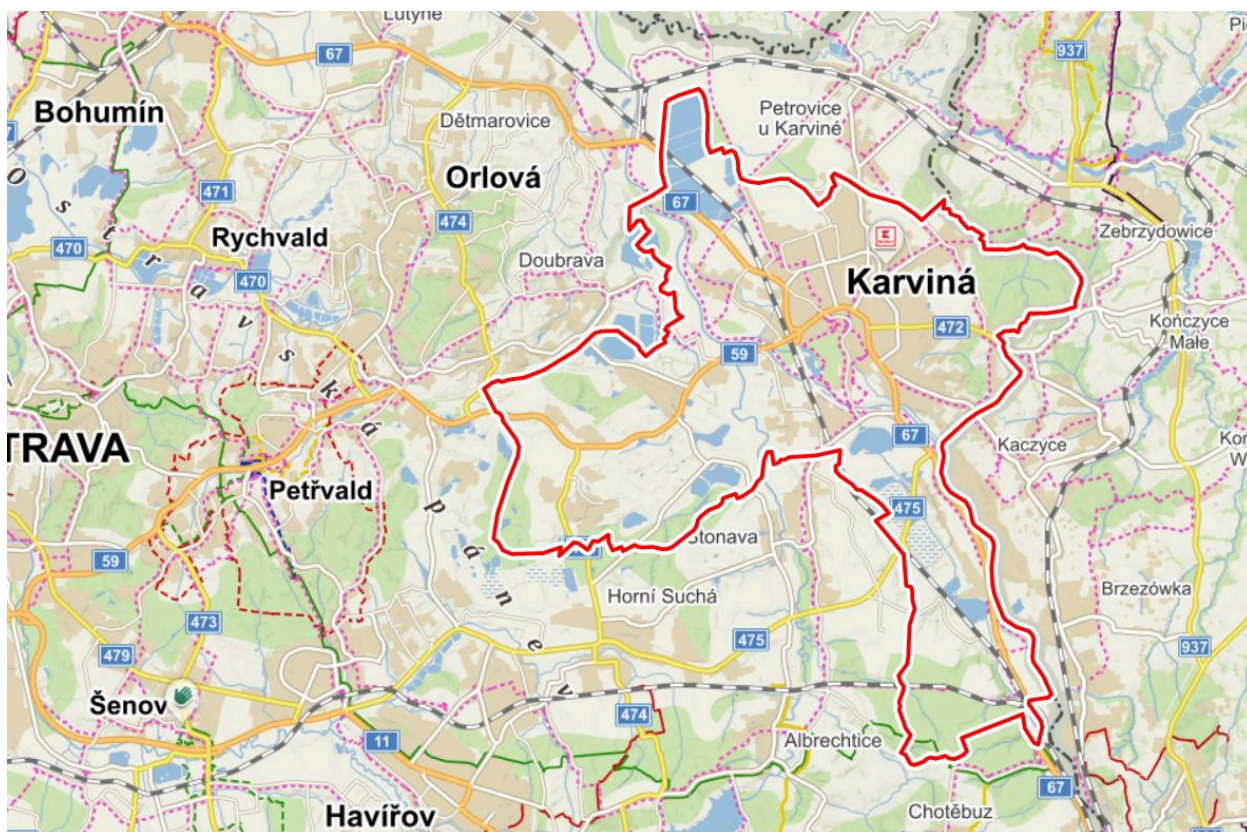 Lutyně
67
937
Bohumín
Petrovice
u Karviné
Dětmarovice
Orlová
471
474
67
470
Rychvald
Zebrzydowice
470
Doubrava
Karviná
472
Kończyce
Małe
59
Ostravská pánev
TRAVA
67
Kaczyce
Petřvald
475
Stonava
59
Horní Suchá
Brzezówka
473
475
937
479
Šenov
474
11
Albrechtice
67
Chotěbuz
Havířov